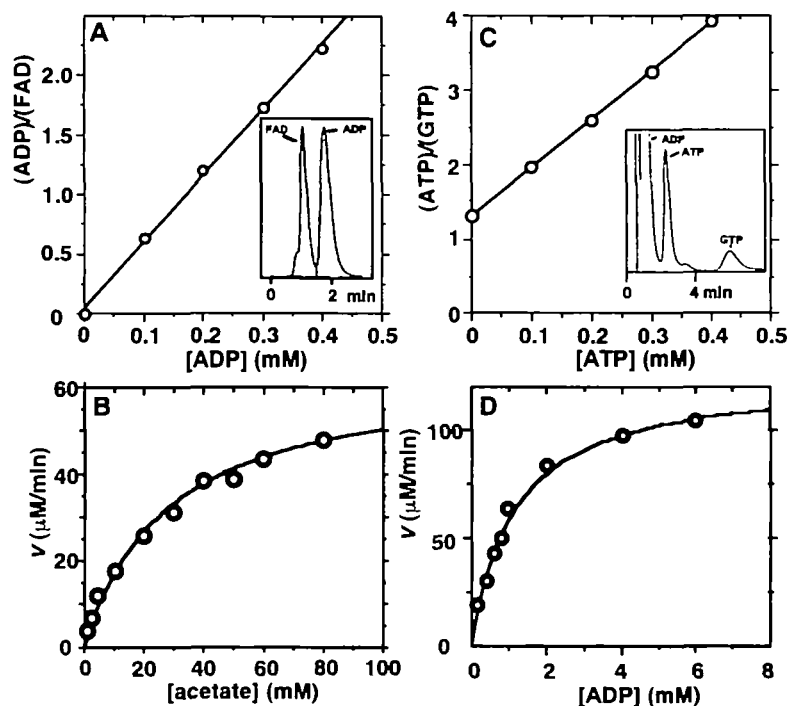 A
(ADP)/(FAD)
2.0
1.5
1.0
0.5
0
FAD
ADP
0
2 min
0
0.1
0.2
0.3
0.4
0.5
[ADP] (mM)
C
(ATP)/(GTP)
4
3
2
1
0
ADP
ATP
GTP
0
4 min
0
0.1
0.2
0.3
0.4
0.5
[ATP] (mM)
B
v (μM/min)
60
40
20
0
0
20
40
60
80
100
[acetate] (mM)
D
v (μM/min)
100
50
0
0
2
4
6
8
[ADP] (mM)